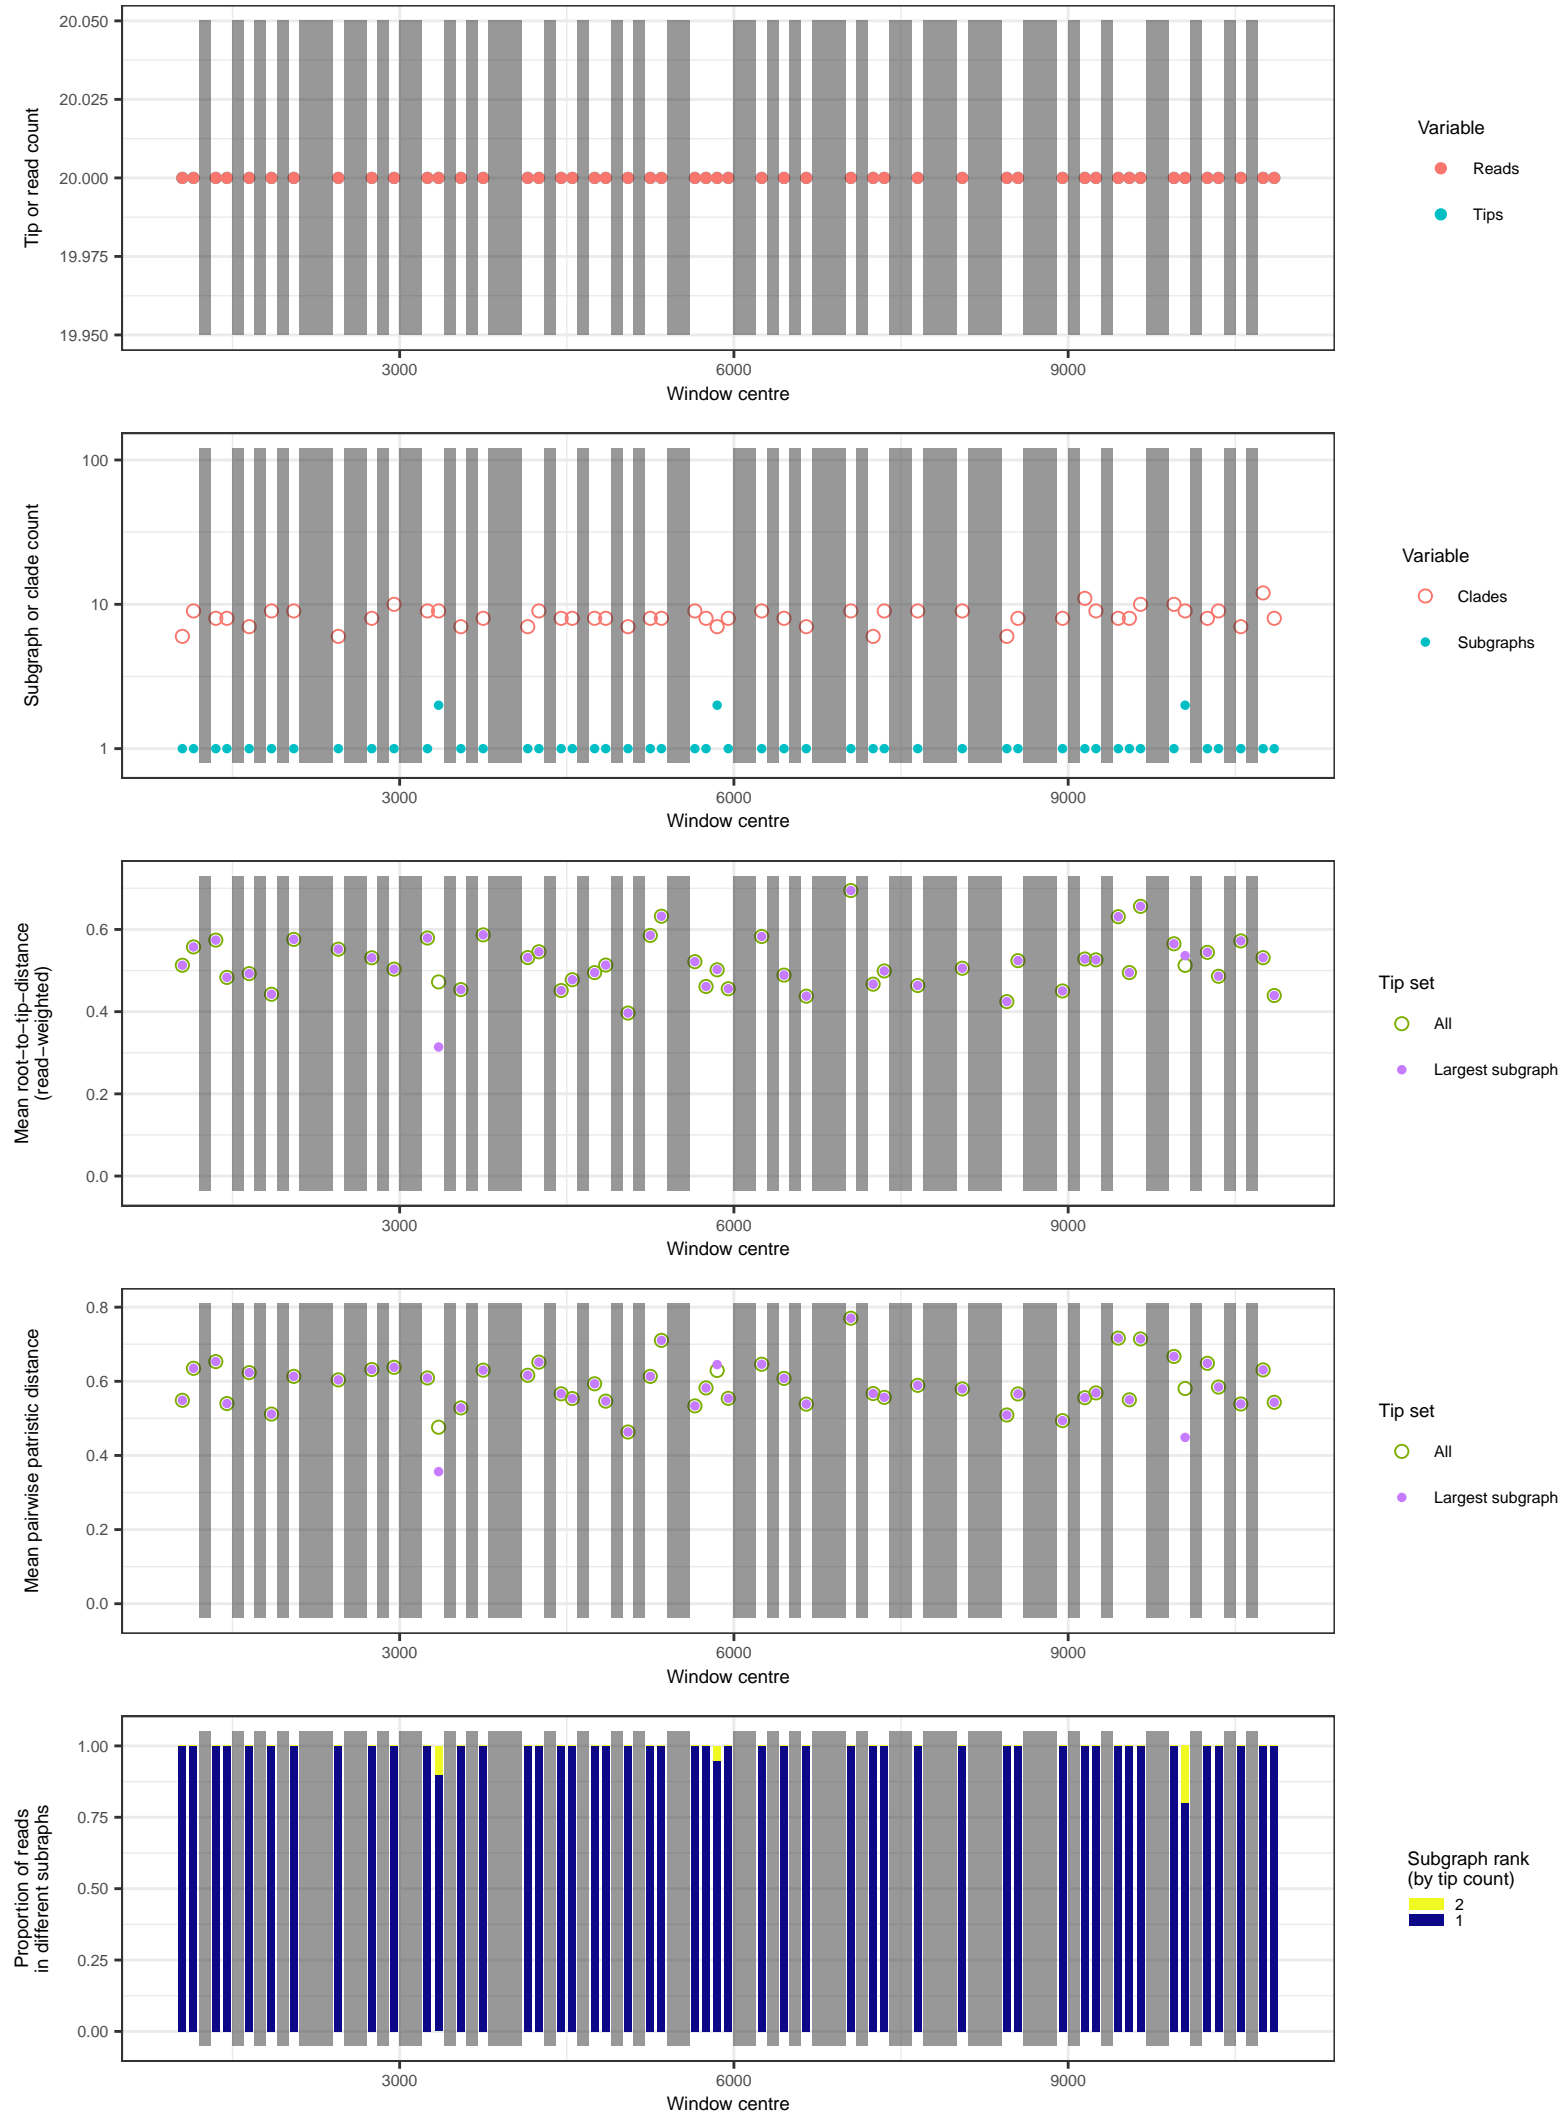 20.050
20.025
20.000
19.975
19.950
Tip or read count
3000
6000
9000
Window centre
Variable
Reads
Tips
100
10
1
Subgraph or clade count
3000
6000
9000
Window centre
Variable
Clades
Subgraphs
0.6
0.4
0.2
0.0
Mean root−to−tip−distance
(read−weighted)
3000
6000
9000
Window centre
Tip set
All
Largest subgraph
0.8
0.6
0.4
0.2
0.0
Mean pairwise patristic distance
3000
6000
9000
Window centre
Tip set
All
Largest subgraph
1.00
0.75
0.50
0.25
0.00
Proportion of reads
in different subraphs
3000
6000
9000
Window centre
Subgraph rank
(by tip count)
2
1